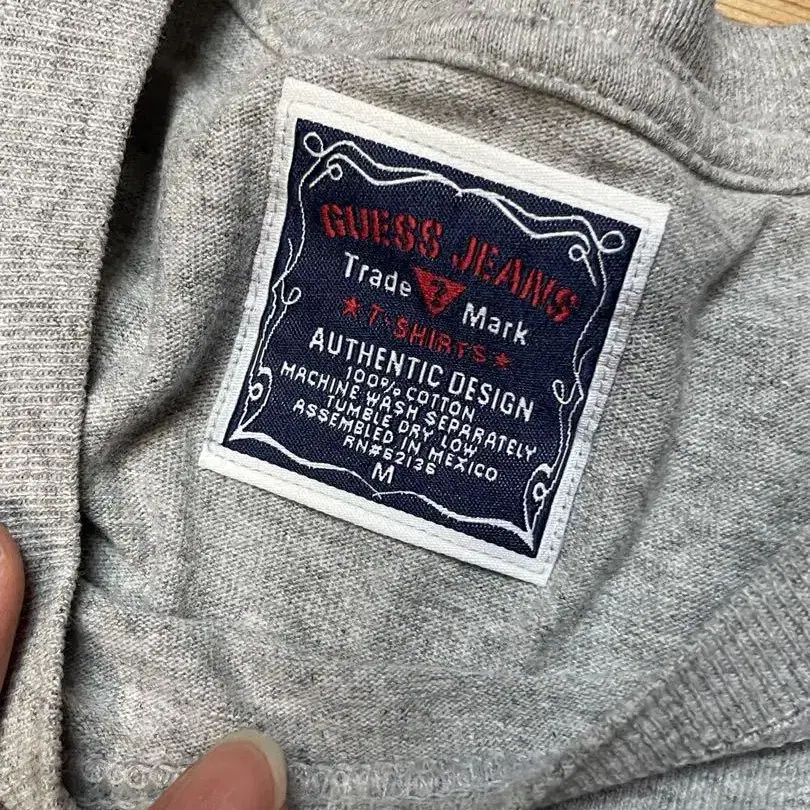 GUESS JEANS
Trade ? Mark
★T-SHIRTS★
AUTHENTIC DESIGN
100% COTTON
MACHINE WASH SEPARATELY
TUMBLE DRY LOW
ASSEMBLED IN MEXICO
RN#62136
M